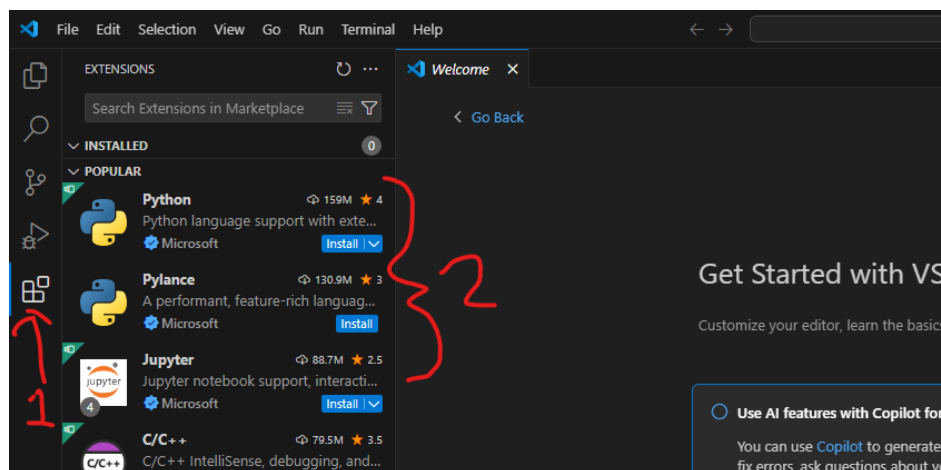 File Edit Selection View Go Run Terminal Help
EXTENSIONS
Welcome
Search Extensions in Marketplace
Go Back
INSTALLED 0
POPULAR
Python 159M 4
Python language support with exte...
Microsoft Install
Pylance 130.9M 3
A performant, feature-rich languag...
Microsoft Install
Jupyter 88.7M 2.5
jupyter
Jupyter notebook support, interacti...
4
Microsoft Install
C/C++ 79.5M 3.5
C/C++
C/C++ IntelliSense, debugging, and...
1
2
Get Started with VS
Customize your editor, learn the basics
Use AI features with Copilot for
You can use Copilot to generate
fix errors, ask questions about